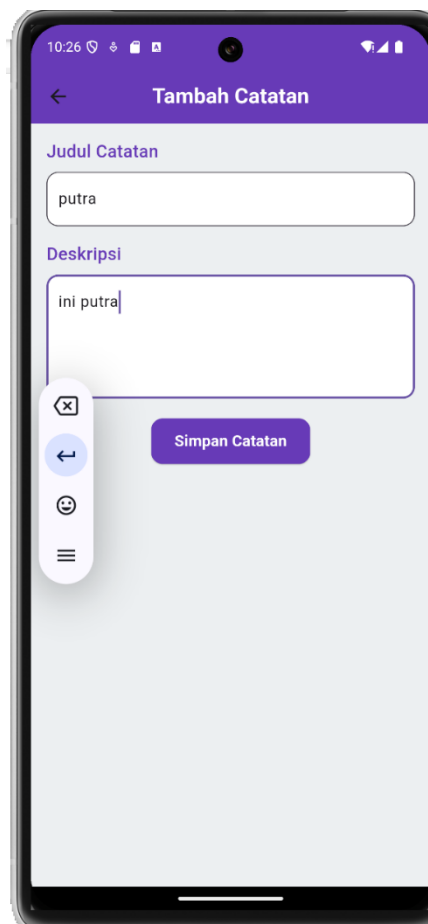 10:26
Tambah Catatan
Judul Catatan
putra
Deskripsi
ini putra
Simpan Catatan